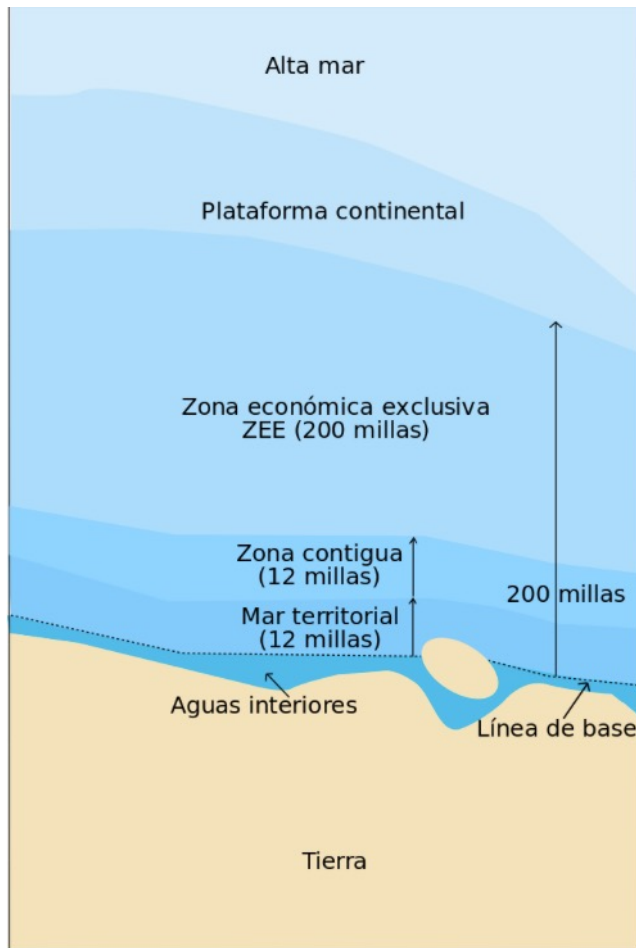 Alta mar
Plataforma continental
Zona económica exclusiva
ZEE (200 millas)
Zona contigua
(12 millas)
200 millas
Mar territorial
(12 millas)
Aguas interiores
Línea de base
Tierra